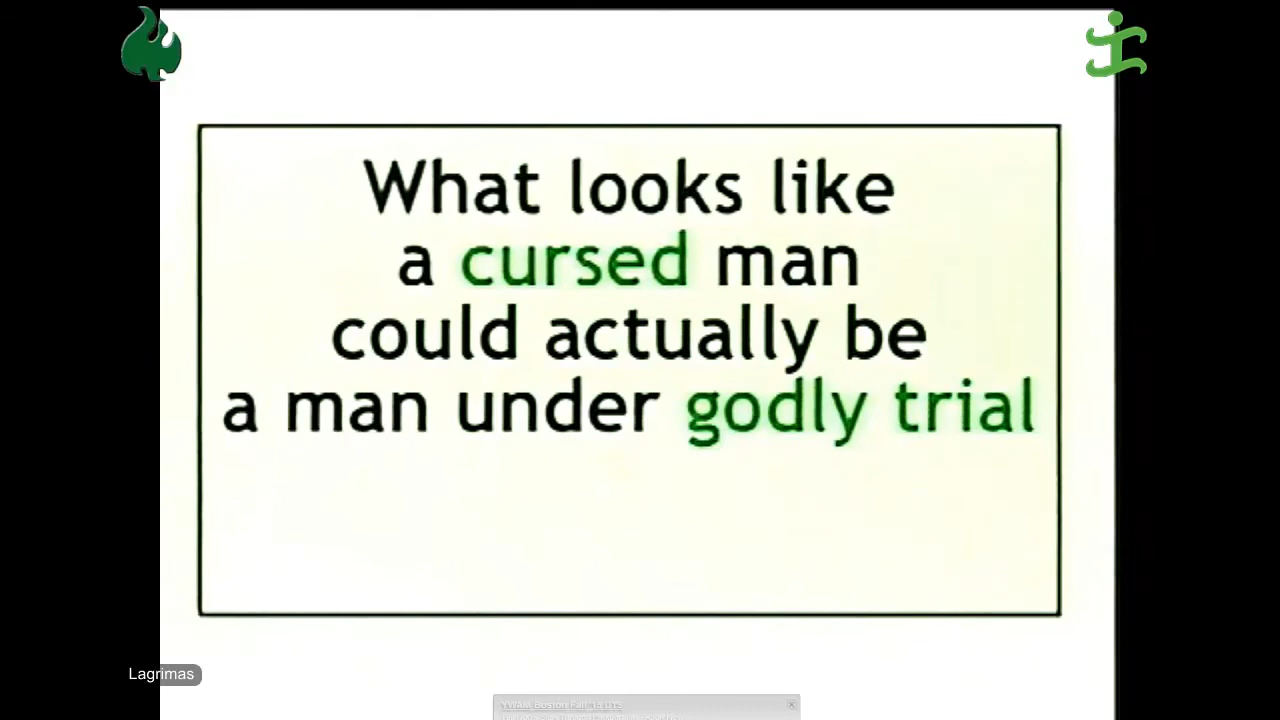 What looks like
a cursed man
could actually be
a man under godly trial
Lagrimas